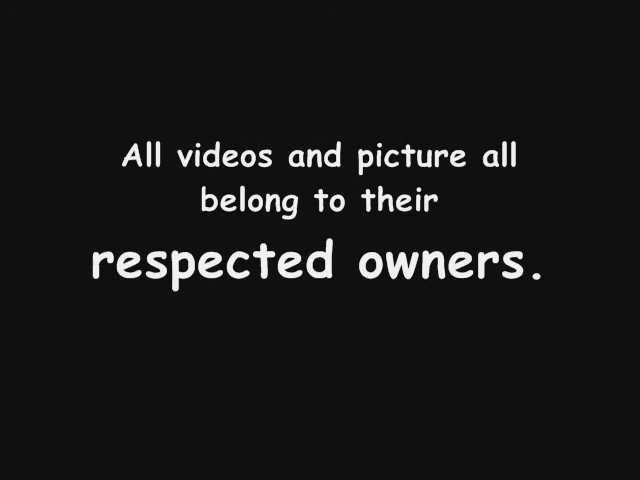 All videos and picture all
belong to their
respected owners.